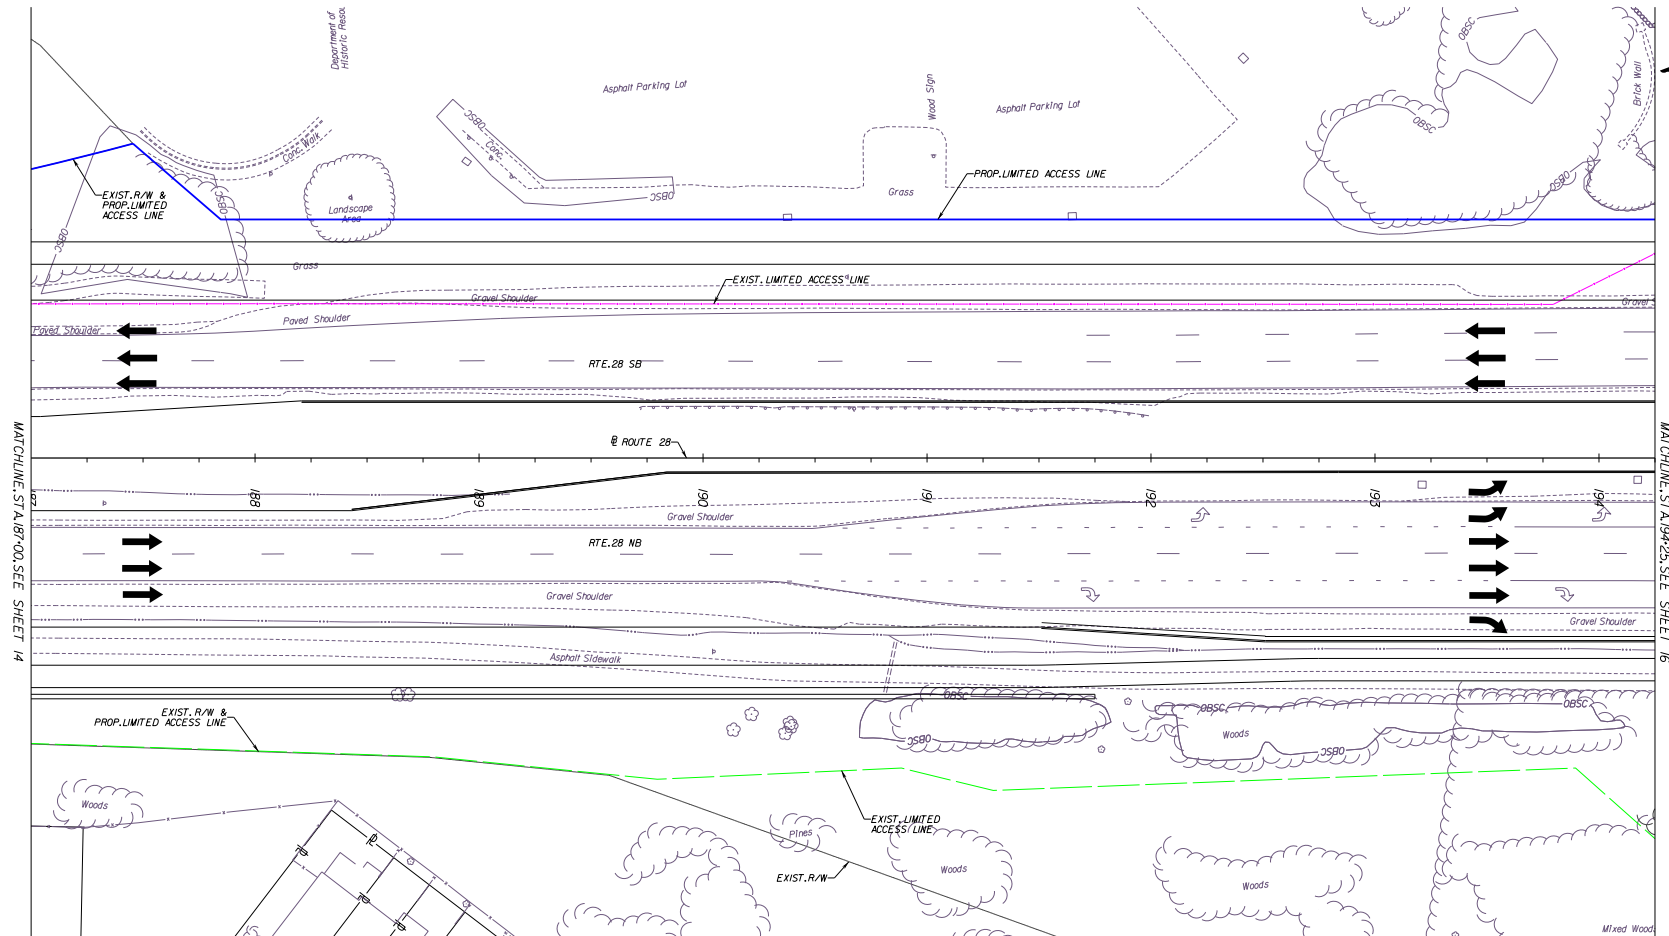 Department of
Historic Resou
Asphalt Parking Lot
Wood Sign
Asphalt Parking Lot
OBSC
Brick Wall
OBSC
Conc.
Conc. Walk
OBSC
EXIST.R/W &
PROP.LIMITED
ACCESS LINE
OBSC
Landscape
Area
OBSC
Grass
PROP.LIMITED ACCESS LINE
OBSC
OBSC
Grass
EXIST.LIMITED ACCESS LINE
Gravel Shoulder
Gravel S
Paved Shoulder
Paved Shoulder
RTE.28 SB
ROUTE 28
MATCHLINE.STA.187+00.SEE SHEET 14
MATCHLINE.STA.194+25.SEE SHEET 16
188
189
190
191
192
193
194
Gravel Shoulder
RTE.28 NB
Gravel Shoulder
Gravel Shoulder
Asphalt Sidewalk
OBSC
OBSC
OBSC
EXIST.R/W &
PROP.LIMITED ACCESS LINE
OBSC
Woods
OBSC
Woods
EXIST.LIMITED
ACCESS LINE
Pines
EXIST.R/W
Woods
Woods
Mixed Wood